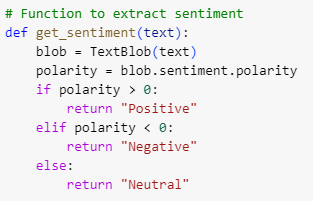 # Function to extract sentiment
def get_sentiment(text):
    blob = TextBlob(text)
    polarity = blob.sentiment.polarity
    if polarity > 0:
        return "Positive"
    elif polarity < 0:
        return "Negative"
    else:
        return "Neutral"